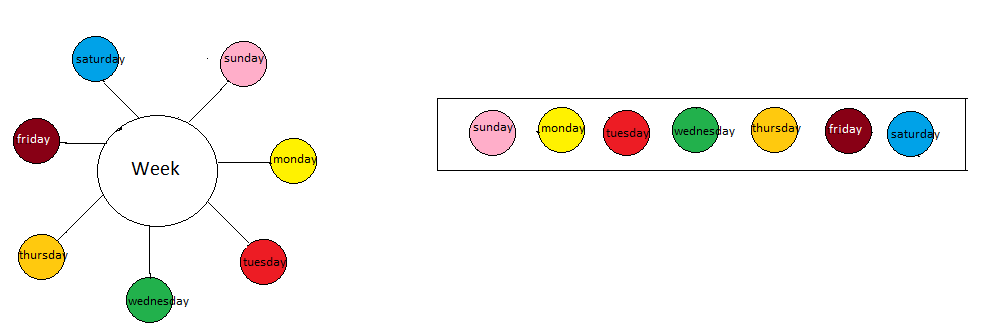 saturday
sunday
friday
Week
monday
thursday
tuesday
wednesday
sunday
monday
tuesday
wednesday
thursday
friday
saturday